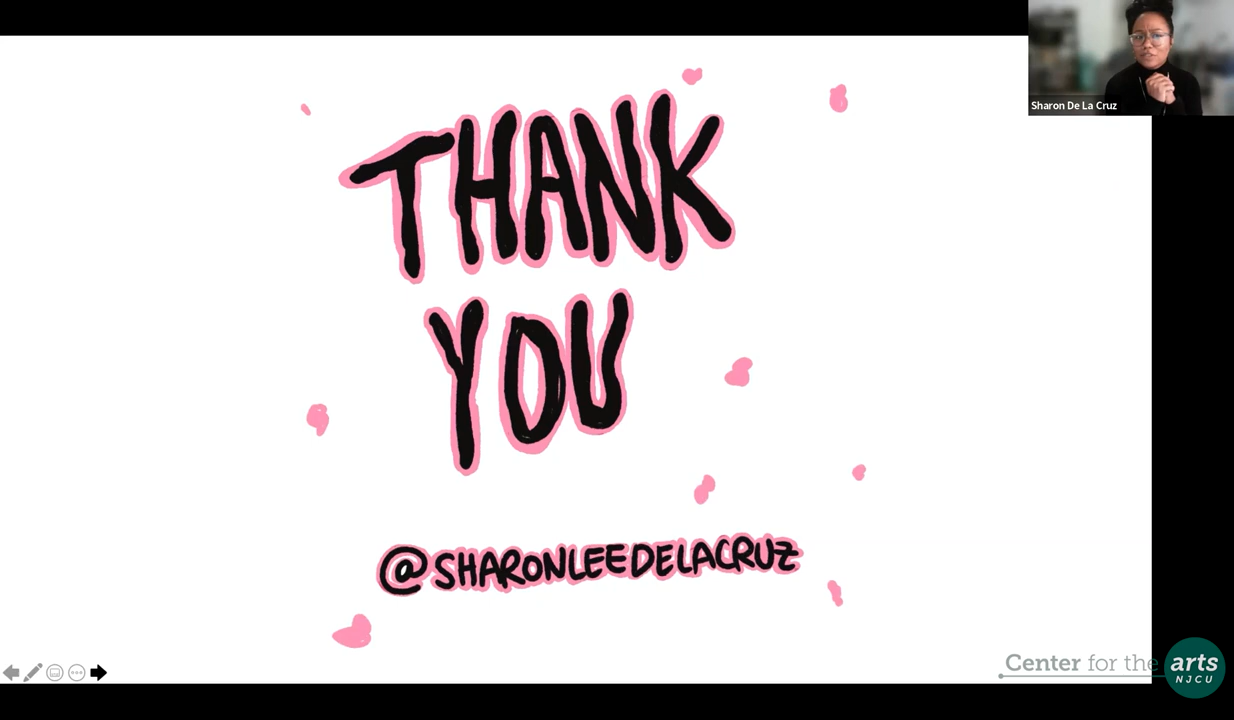 Sharon De La Cruz
THANK
YOU
@SHARONLEEDELACRUZ
Center for the arts
NJCU